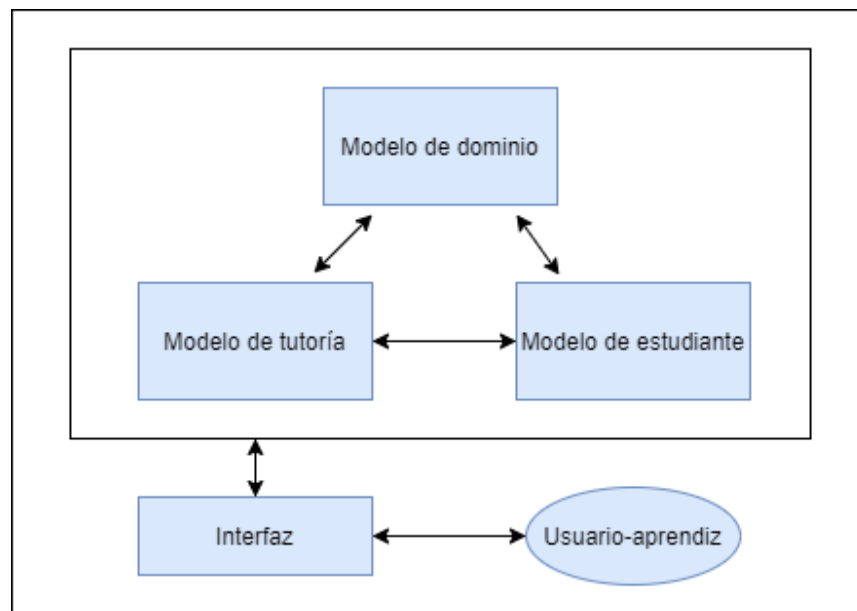 Modelo de dominio
Modelo de tutoría
Modelo de estudiante
Interfaz
Usuario-aprendiz